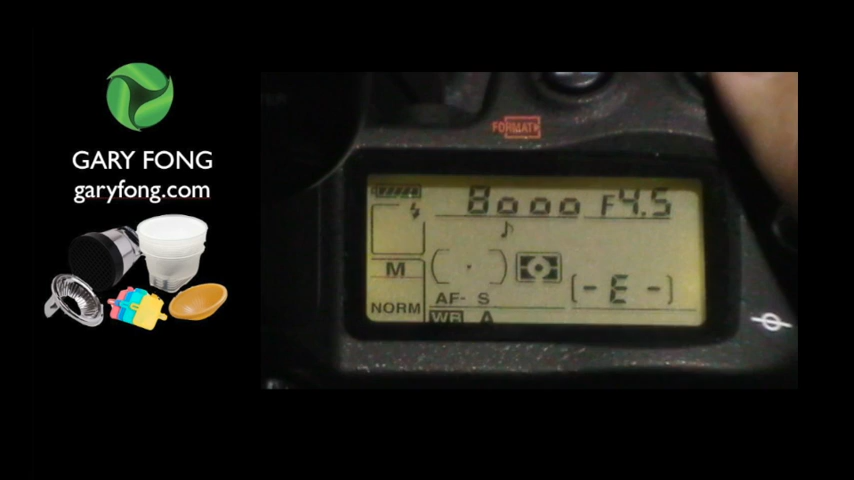 GARY FONG
garyfong.com
FORMAT
8000 F4.5
M
[-E-]
NORM
AF- S
WB A